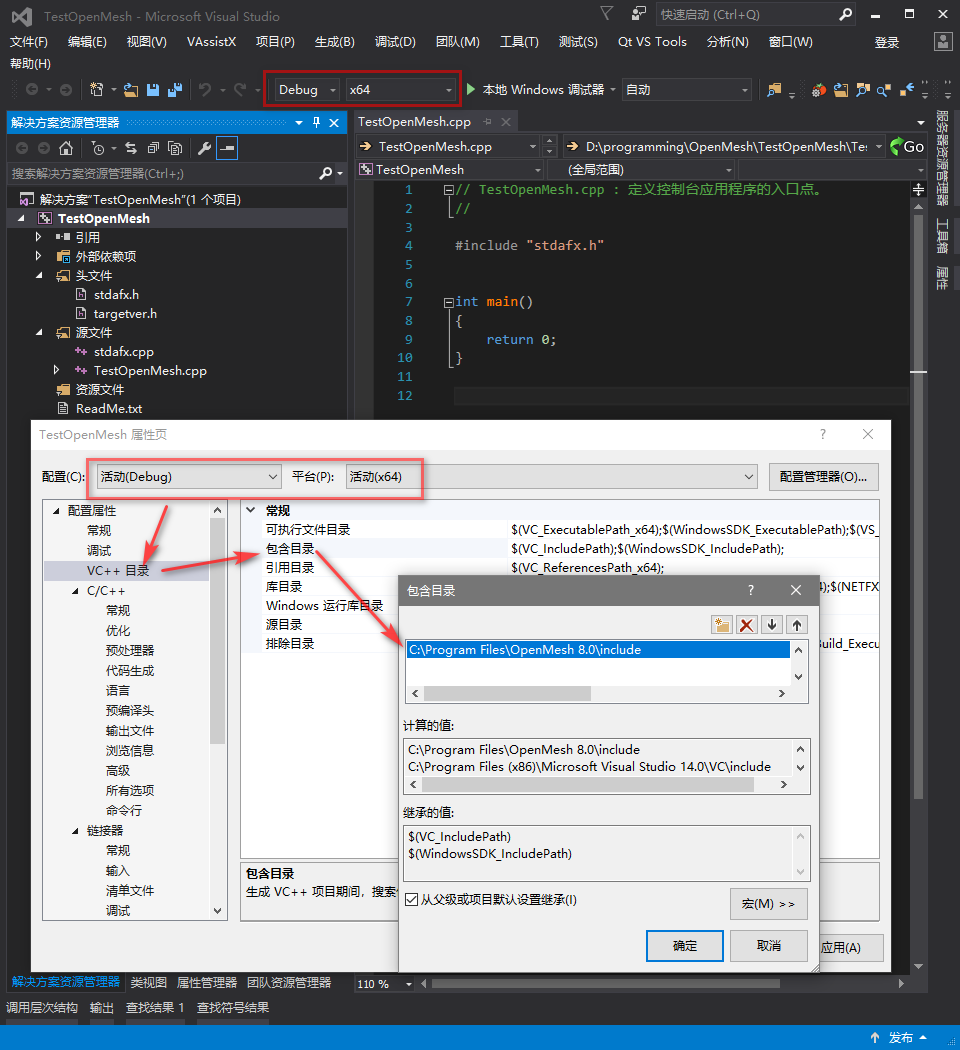 TestOpenMesh - Microsoft Visual Studio
快速启动 (Ctrl+Q)
文件(F) 编辑(E) 视图(V) VAssistX 项目(P) 生成(B) 调试(D) 团队(M) 工具(T) 测试(S) Qt VS Tools 分析(N) 窗口(W) 登录
帮助(H)
Debug x64 本地 Windows 调试器 自动
解决方案资源管理器
搜索解决方案资源管理器(Ctrl+;)
解决方案"TestOpenMesh"(1 个项目)
TestOpenMesh
引用
外部依赖项
头文件
stdafx.h
targetver.h
源文件
stdafx.cpp
TestOpenMesh.cpp
资源文件
ReadMe.txt
TestOpenMesh.cpp
TestOpenMesh.cpp D:\programming\OpenMesh\TestOpenMesh\Te Go
TestOpenMesh (全局范围)
1 // TestOpenMesh.cpp : 定义控制台应用程序的入口点。
2 //
3
4 #include "stdafx.h"
5
6
7 int main()
8 {
9 return 0;
10 }
11
12
服务器资源管理器
工具箱
属性
TestOpenMesh 属性页
配置(C): 活动(Debug) 平台(P): 活动(x64) 配置管理器(O)...
配置属性
常规
调试
VC++ 目录
C/C++
常规
优化
预处理器
代码生成
语言
预编译头
输出文件
浏览信息
高级
所有选项
命令行
链接器
常规
输入
清单文件
调试
常规
可执行文件目录 $(VC_ExecutablePath_x64);$(WindowsSDK_ExecutablePath);$(VS_
包含目录 $(VC_IncludePath);$(WindowsSDK_IncludePath);
引用目录 $(VC_ReferencesPath_x64);
库目录 ;$(NETFX
Windows 运行库目录
源目录
排除目录 Build_Execu
包含目录
生成 VC++ 项目期间，搜索
应用(A)
包含目录
C:\Program Files\OpenMesh 8.0\include
计算的值:
C:\Program Files\OpenMesh 8.0\include
C:\Program Files (x86)\Microsoft Visual Studio 14.0\VC\include
继承的值:
$(VC_IncludePath)
$(WindowsSDK_IncludePath)
从父级或项目默认设置继承(I)
宏(M) >>
确定 取消
解决方案资源管理器 类视图 属性管理器 团队资源管理器
110 %
调用层次结构 输出 查找结果 1 查找符号结果
发布